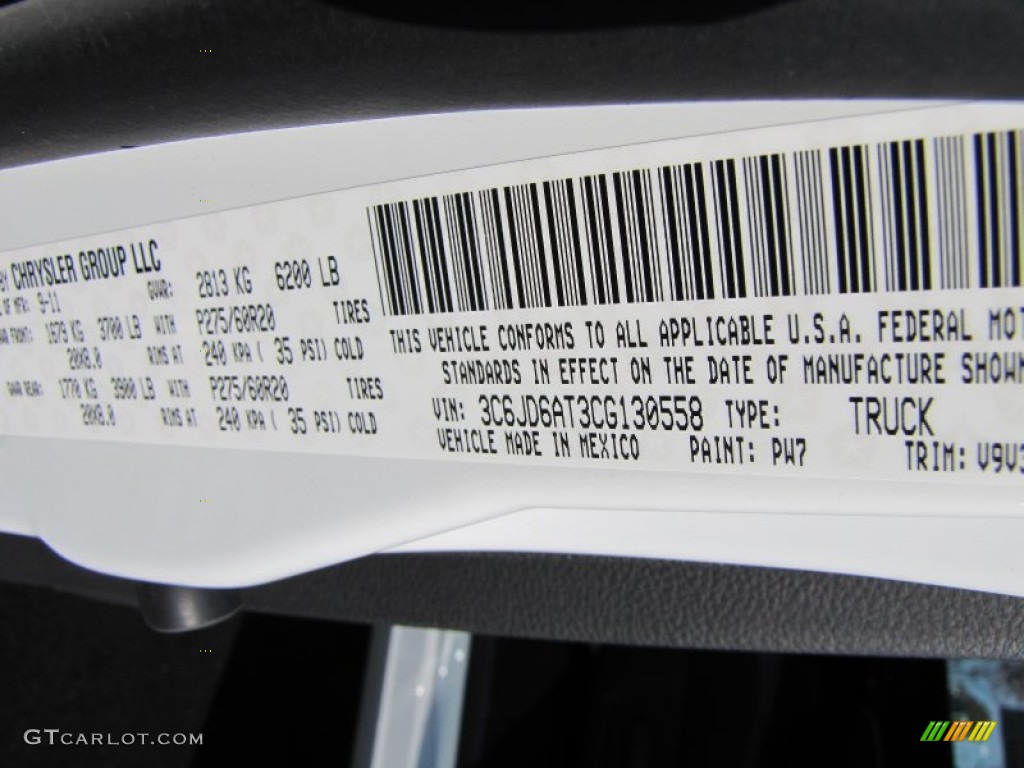 BY CHRYSLER GROUP LLC
OF MFR: 9-11 GVWR: 2813 KG 6200 LB
FRONT: 1679 KG 3700 LB WITH P275/60R20 TIRES
20X8.0 RIMS AT 240 KPA ( 35 PSI) COLD
GAWR REAR: 1770 KG 3900 LB WITH P275/60R20 TIRES
20X8.0 RIMS AT 240 KPA ( 35 PSI) COLD
THIS VEHICLE CONFORMS TO ALL APPLICABLE U.S.A. FEDERAL MOT
STANDARDS IN EFFECT ON THE DATE OF MANUFACTURE SHOWN
VIN: 3C6JD6AT3CG130558 TYPE: TRUCK
VEHICLE MADE IN MEXICO PAINT: PW7 TRIM: V9V3
GTCARLOT.COM